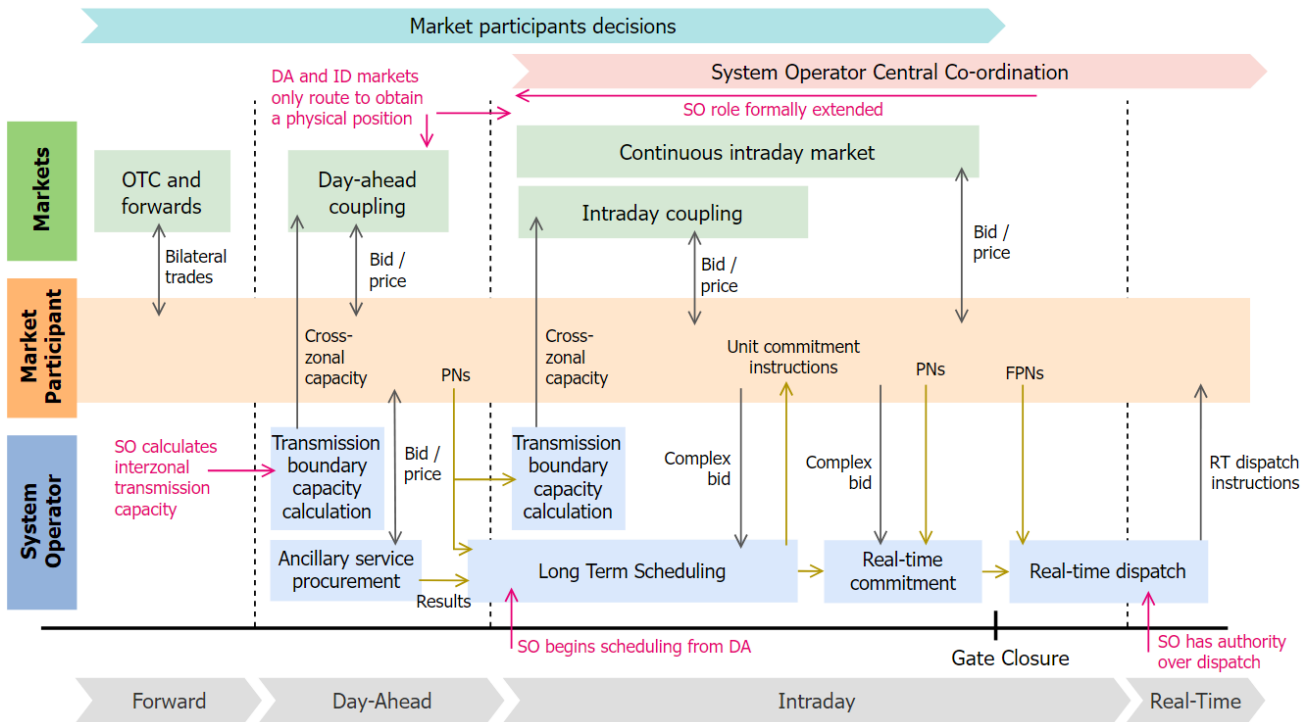 Market participants decisions
System Operator Central Co-ordination
DA and ID markets
only route to obtain
a physical position
SO role formally extended
Markets
OTC and
forwards
Day-ahead
coupling
Continuous intraday market
Intraday coupling
Bilateral
trades
Bid /
price
Bid /
price
Bid /
price
Market
Participant
Cross-
zonal
capacity
PNs
Cross-
zonal
capacity
Unit commitment
instructions
PNs
FPNs
System
Operator
SO calculates
interzonal
transmission
capacity
Transmission
boundary
capacity
calculation
Bid /
price
Transmission
boundary
capacity
calculation
Complex
bid
Complex
bid
RT dispatch
instructions
Ancillary service
procurement
Results
Long Term Scheduling
Real-time
commitment
Real-time dispatch
SO begins scheduling from DA
Gate Closure
SO has authority
over dispatch
Forward
Day-Ahead
Intraday
Real-Time